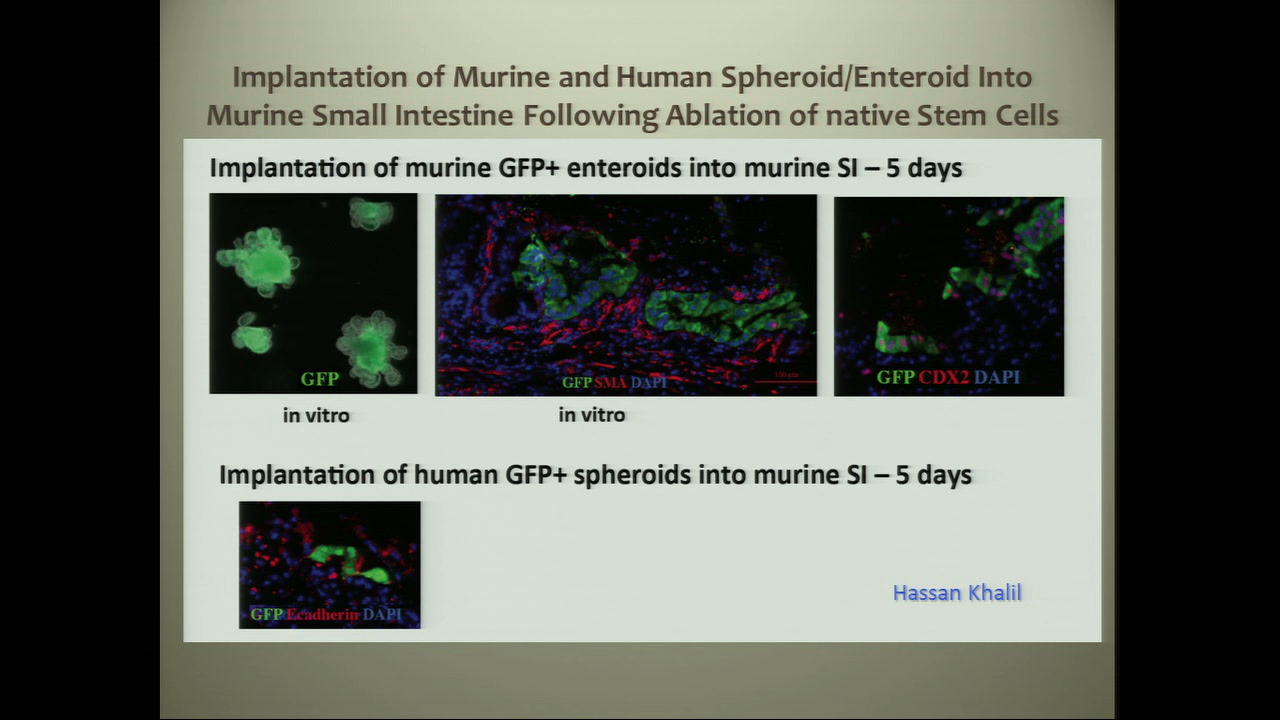 Implantation of Murine and Human Spheroid/Enteroid Into
Murine Small Intestine Following Ablation of native Stem Cells
Implantation of murine GFP+ enteroids into murine SI – 5 days
GFP
GFP SMA DAPI
100 µm
GFP CDX2 DAPI
in vitro
in vitro
Implantation of human GFP+ spheroids into murine SI – 5 days
GFP Ecadherin DAPI
Hassan Khalil